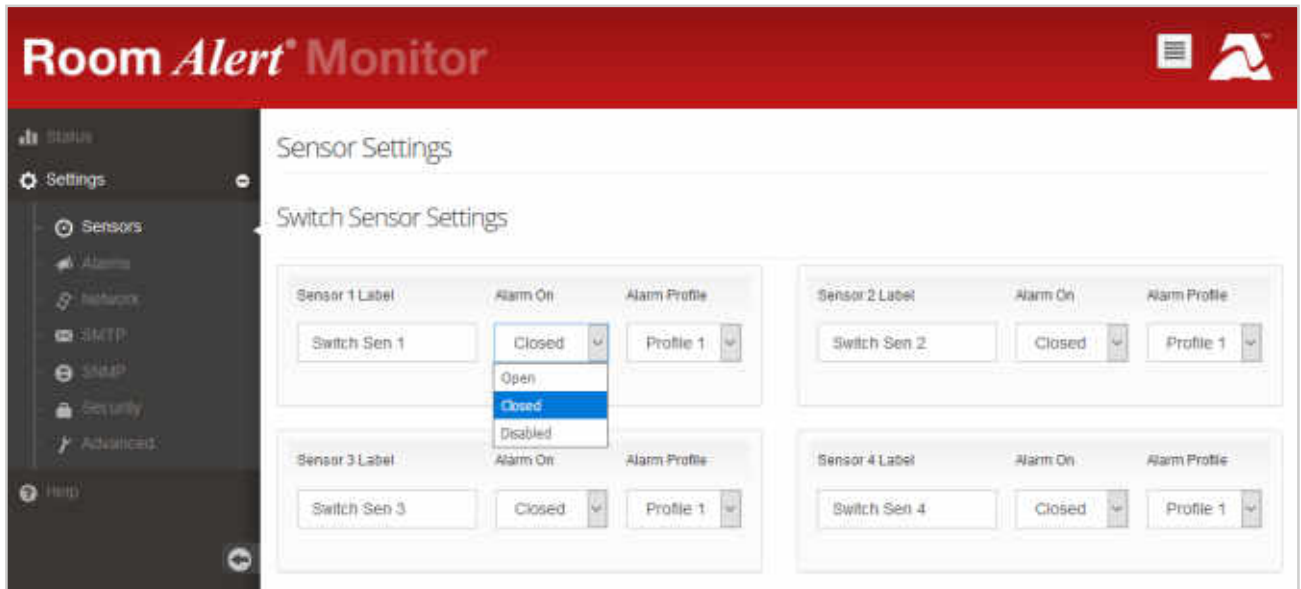 Room Alert Monitor
Status
Settings
Sensors
Alarms
Network
SMTP
SNMP
Security
Advanced
Help
Sensor Settings
Switch Sensor Settings
Sensor 1 Label Alarm On Alarm Profile
Switch Sen 1 Closed Profile 1
Open
Closed
Disabled
Sensor 2 Label Alarm On Alarm Profile
Switch Sen 2 Closed Profile 1
Sensor 3 Label Alarm On Alarm Profile
Switch Sen 3 Closed Profile 1
Sensor 4 Label Alarm On Alarm Profile
Switch Sen 4 Closed Profile 1